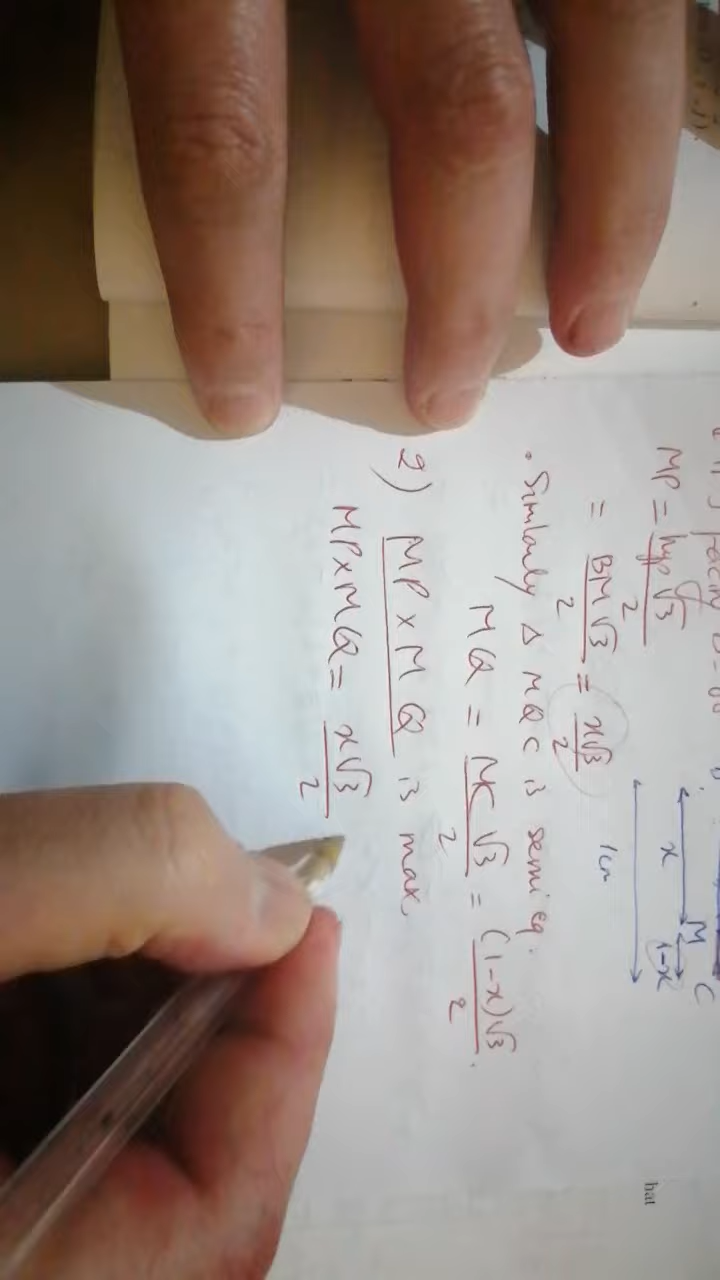 MP = hyp √3 / 2
= BM √3 / 2 = x√3 / 2
x M 1-x C
1cm
. Similarly Δ MQC is semi eq.
MQ = MC √3 / 2 = (1-x)√3 / 2 .
2) MP x MQ is max.
MP x MQ = x√3 / 2
hat